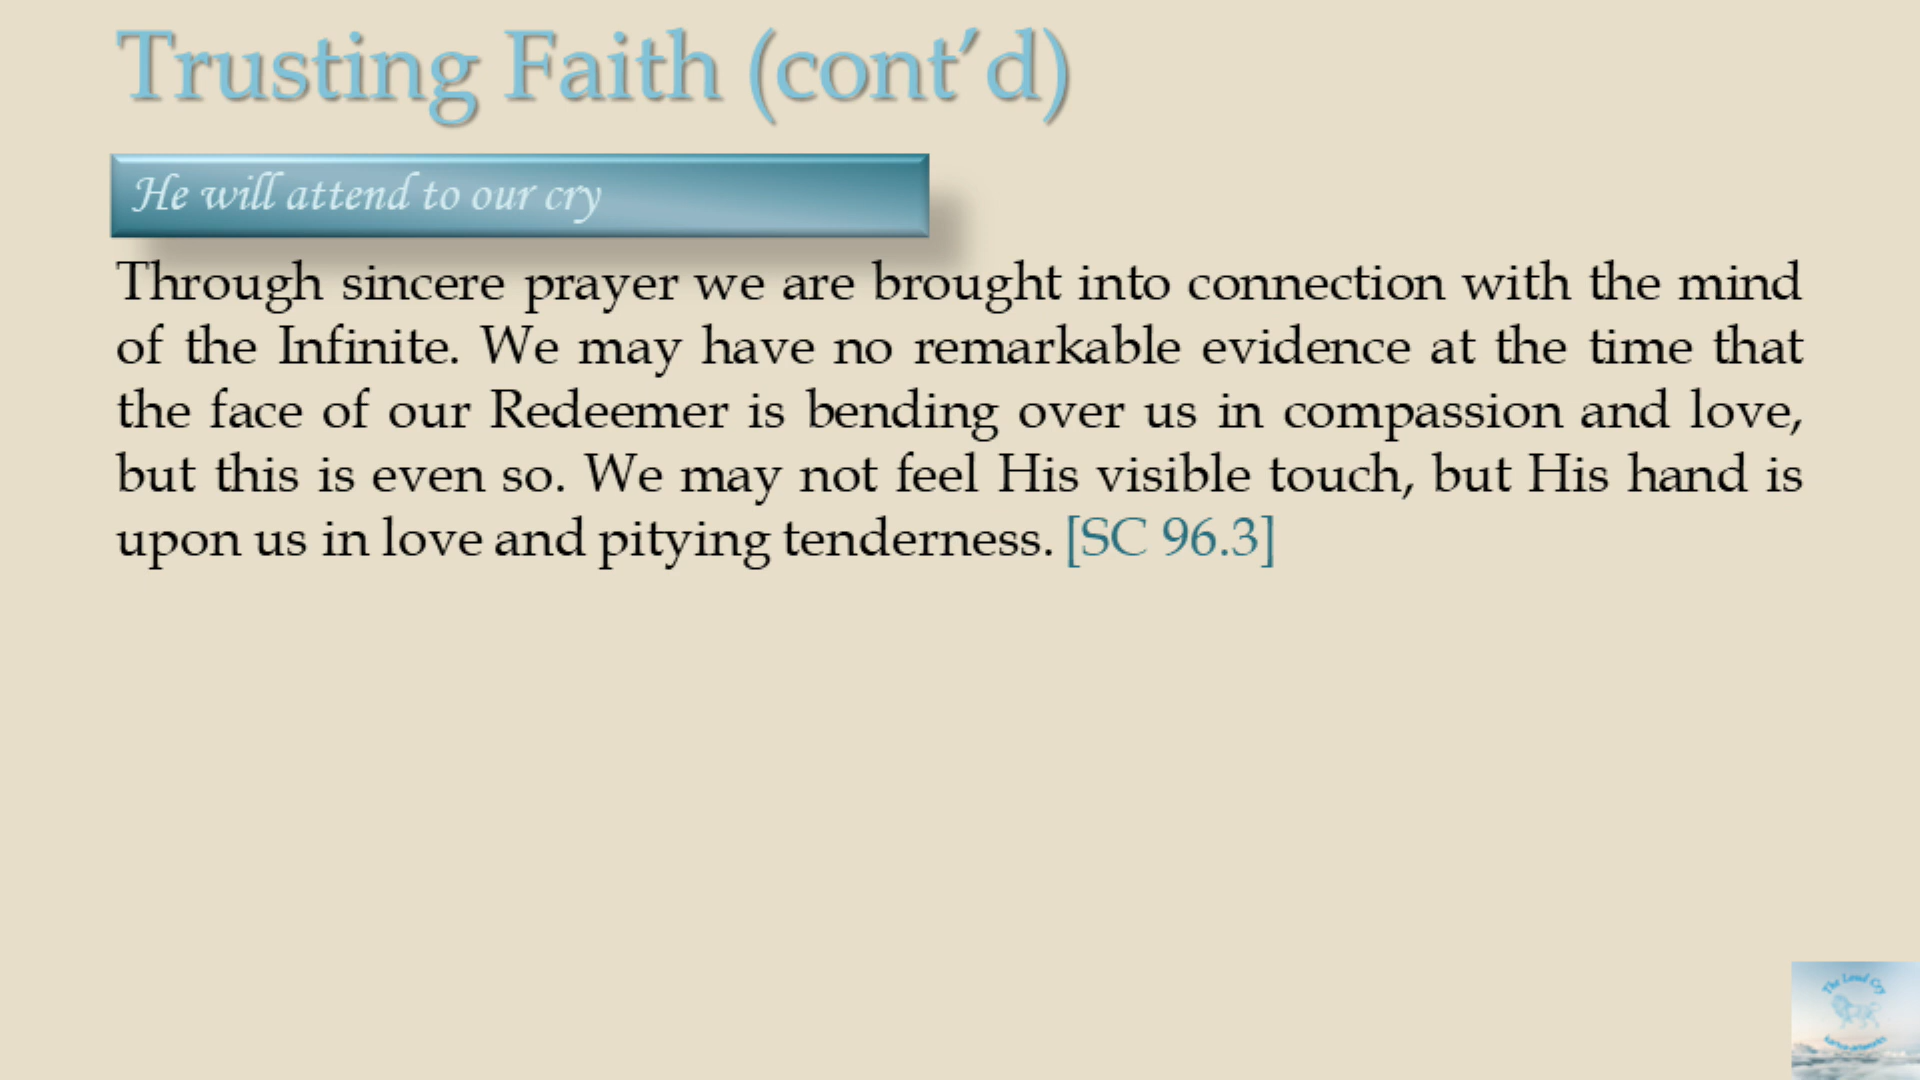 Trusting Faith (cont’d)
He will attend to our cry
Through sincere prayer we are brought into connection with the mind
of the Infinite. We may have no remarkable evidence at the time that
the face of our Redeemer is bending over us in compassion and love,
but this is even so. We may not feel His visible touch, but His hand is
upon us in love and pitying tenderness. [SC 96.3]
The Loud Cry